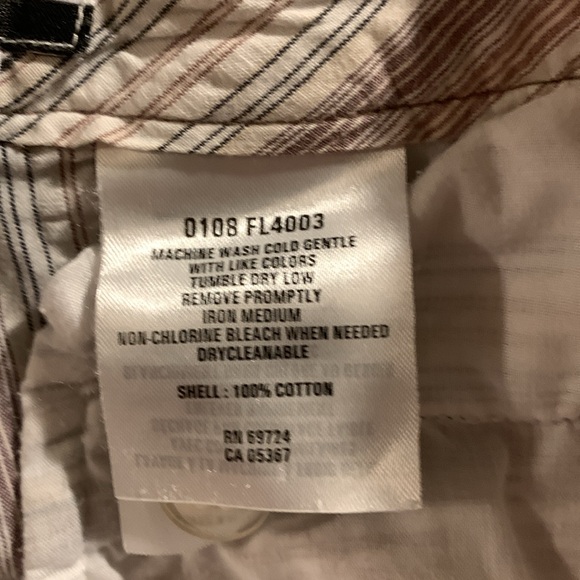 0108 FL4003
MACHINE WASH COLD GENTLE
WITH LIKE COLORS
TUMBLE DRY LOW
REMOVE PROMPTLY
IRON MEDIUM
NON-CHLORINE BLEACH WHEN NEEDED
DRYCLEANABLE
SHELL : 100% COTTON
RN 69724
CA 05367